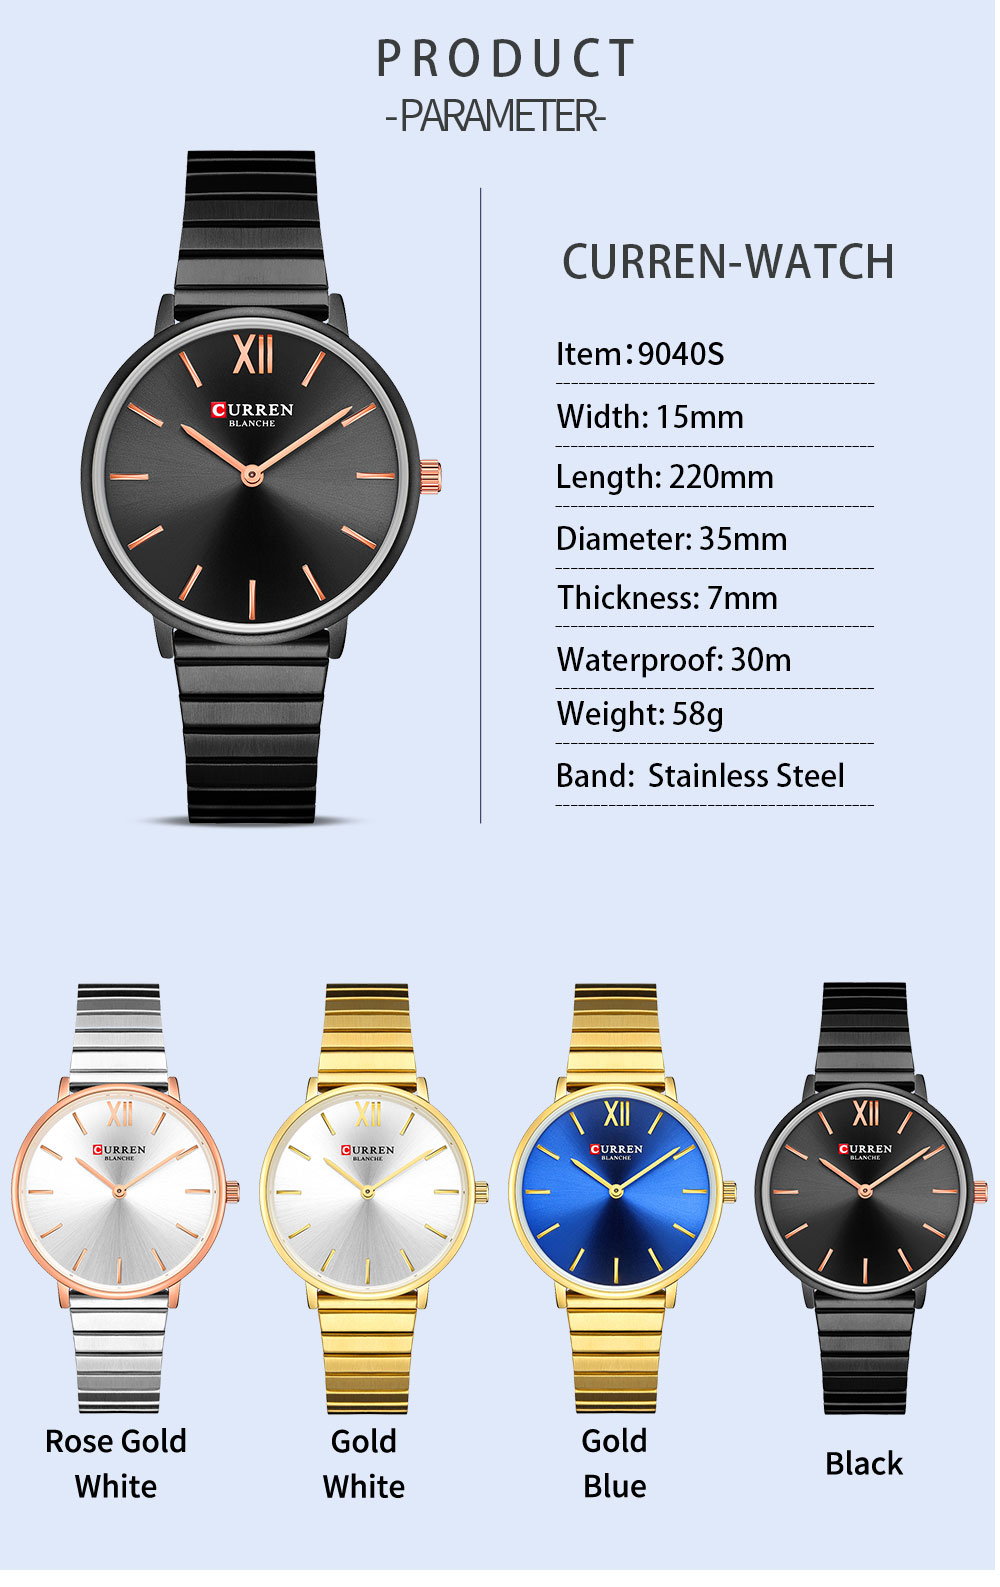 PRODUCT
-PARAMETER-
XII
CURREN
BLANCHE
CURREN-WATCH
Item:9040S
Width: 15mm
Length: 220mm
Diameter: 35mm
Thickness: 7mm
Waterproof: 30m
Weight: 58g
Band: Stainless Steel
XII
CURREN
BLANCHE
XII
CURREN
BLANCHE
XII
CURREN
BLANCHE
XII
CURREN
BLANCHE
Rose Gold
White
Gold
White
Gold
Blue
Black